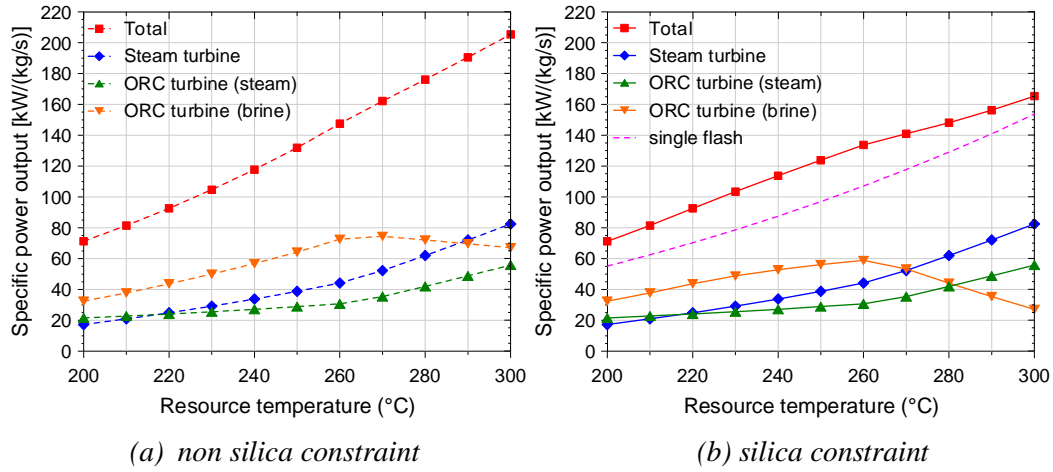 Specific power output [kW/(kg/s)]
220
200
180
160
140
120
100
80
60
40
20
0
Total
Steam turbine
ORC turbine (steam)
ORC turbine (brine)
200
220
240
260
280
300
Resource temperature (°C)
(a) non silica constraint
Specific power output [kW/(kg/s)]
220
200
180
160
140
120
100
80
60
40
20
0
Total
Steam turbine
ORC turbine (steam)
ORC turbine (brine)
single flash
200
220
240
260
280
300
Resource temperature (°C)
(b) silica constraint